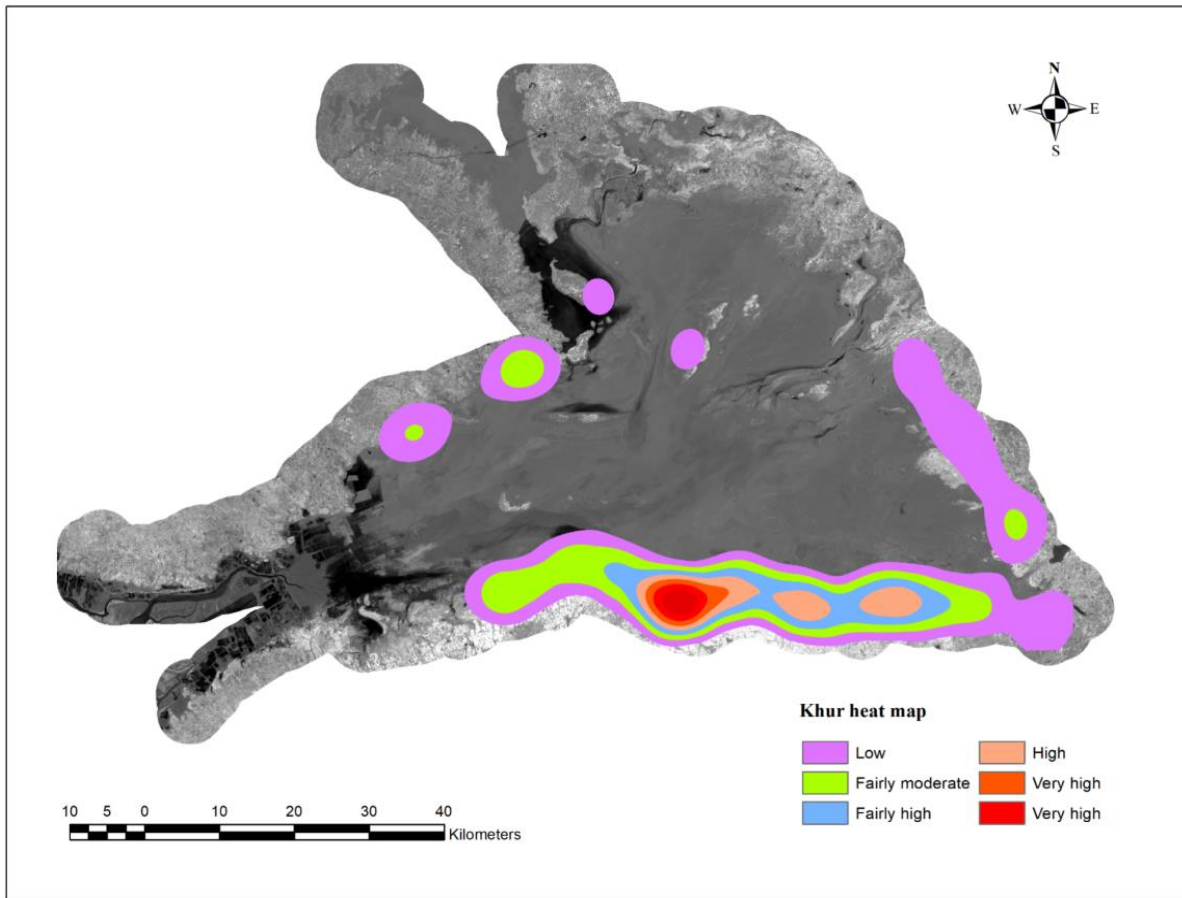 N
W E
S
Khur heat map
Low High
Fairly moderate Very high
Fairly high Very high
10 5 0 10 20 30 40
Kilometers